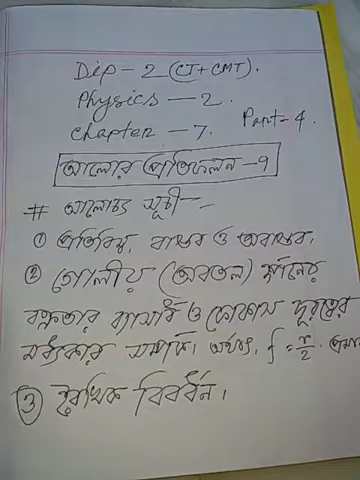 Dip - 2 (CT+CMT).
Physics - 2.
Chapter - 7. Part - 4.
আলোর প্রতিফলন - ৭
# আলোচ্য সূচী -
① প্রতিবিম্ব, বাস্তব ও অবাস্তব,
② গোলীয় (অবতল) দর্পনের
বক্রতার ব্যাসার্ধ ও ফোকাস দূরত্বের
মধ্যকার সম্পর্ক। অর্থাৎ, f = r/2 .
③ রৈখিক বিবর্ধন।